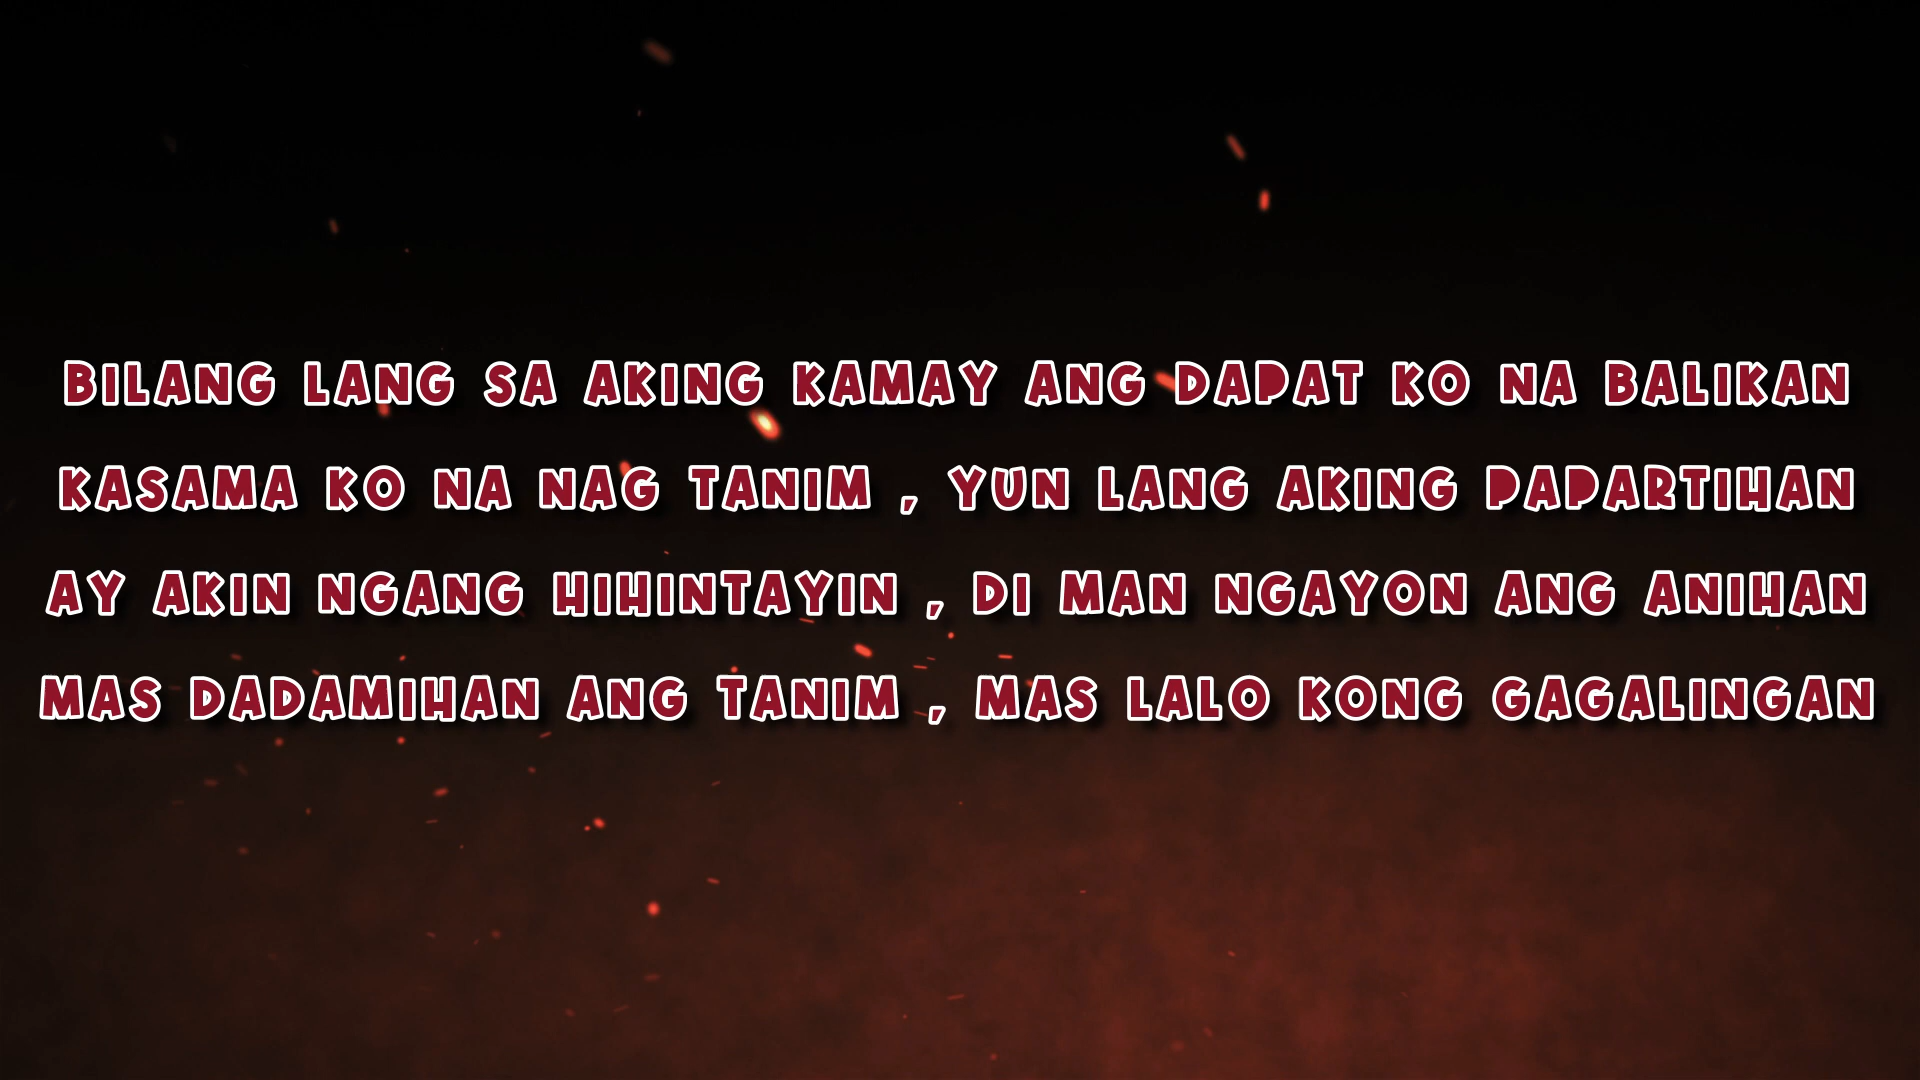 BILANG LANG SA AKING KAMAY ANG DAPAT KO NA BALIKAN
KASAMA KO NA NAG TANIM , YUN LANG AKING PAPARTIHAN
AY AKIN NGANG HIHINTAYIN , DI MAN NGAYON ANG ANIHAN
MAS DADAMIHAN ANG TANIM , MAS LALO KONG GAGALINGAN